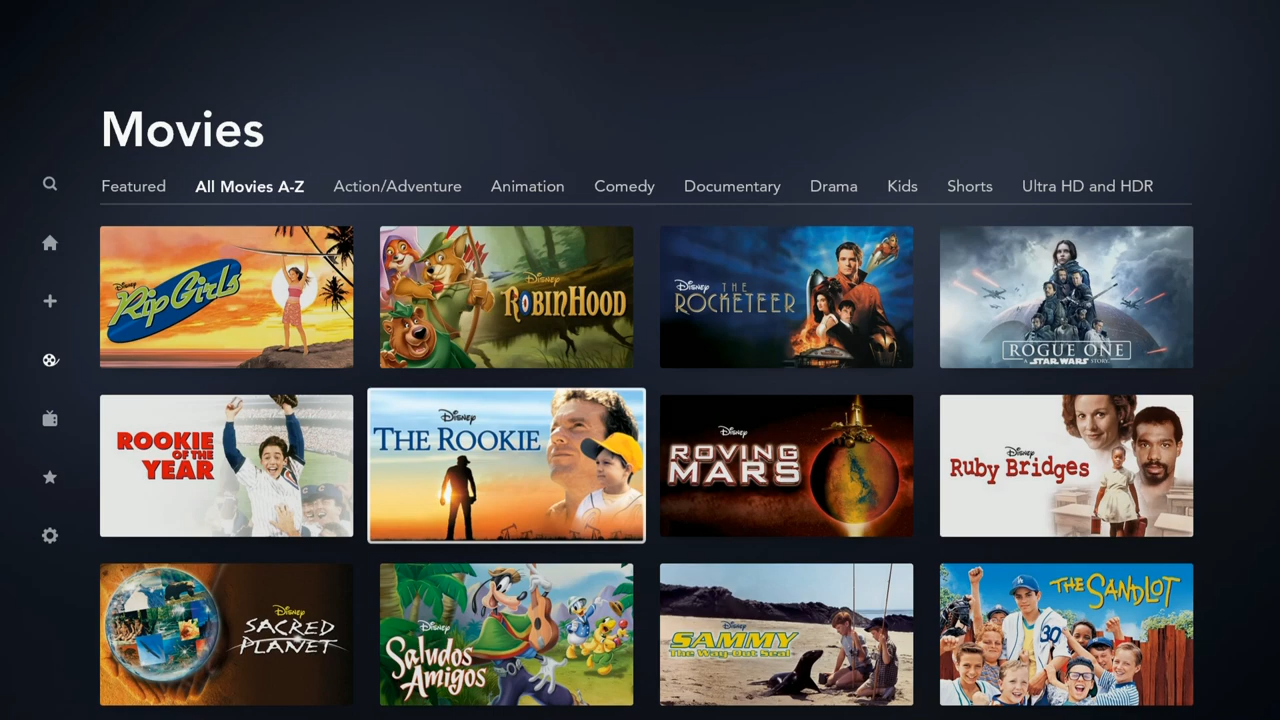 Movies
Featured
All Movies A-Z
Action/Adventure
Animation
Comedy
Documentary
Drama
Kids
Shorts
Ultra HD and HDR
Disney
Rip Girls
Disney
ROBINHOOD
Disney
THE
ROCKETEER
ROGUE ONE
A STAR WARS STORY
ROOKIE
OF THE
YEAR
Disney
THE ROOKIE
Disney
ROVING
MARS
Disney
Ruby Bridges
Disney
SACRED
PLANET
Disney
Saludos
Amigos
Disney
SAMMY
The Way-Out Seal
THE SANDLOT
30